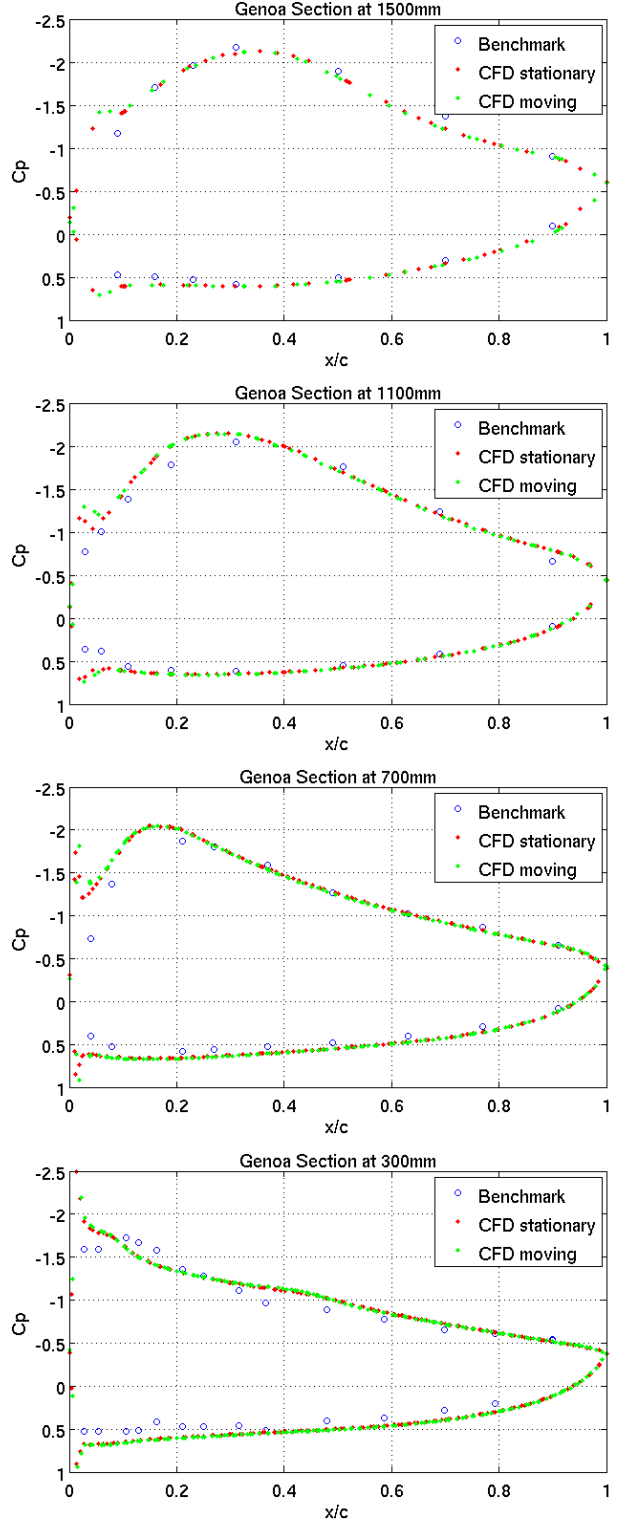 Genoa Section at 1500mm
-2.5
-2
-1.5
-1
-0.5
0
0.5
1
Cp
Benchmark
CFD stationary
CFD moving
0 0.2 0.4 0.6 0.8 1
x/c
Genoa Section at 1100mm
-2.5
-2
-1.5
-1
-0.5
0
0.5
1
Cp
Benchmark
CFD stationary
CFD moving
0 0.2 0.4 0.6 0.8 1
x/c
Genoa Section at 700mm
-2.5
-2
-1.5
-1
-0.5
0
0.5
1
Cp
Benchmark
CFD stationary
CFD moving
0 0.2 0.4 0.6 0.8 1
x/c
Genoa Section at 300mm
-2.5
-2
-1.5
-1
-0.5
0
0.5
1
Cp
Benchmark
CFD stationary
CFD moving
0 0.2 0.4 0.6 0.8 1
x/c